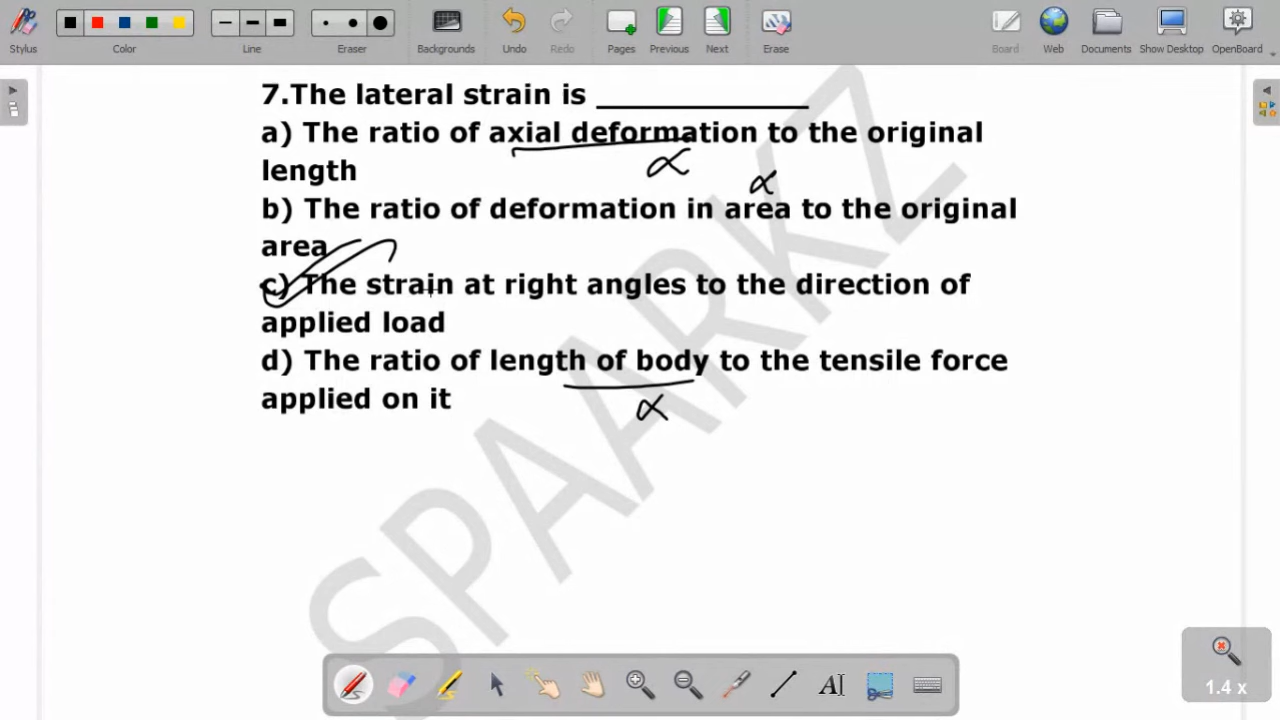 Stylus
Color
Line
Eraser
Backgrounds
Undo
Redo
Pages
Previous
Next
Erase
Board
Web
Documents
Show Desktop
OpenBoard
7.The lateral strain is ____________
a) The ratio of axial deformation to the original
length
α
α
b) The ratio of deformation in area to the original
area
c) The strain at right angles to the direction of
applied load
d) The ratio of length of body to the tensile force
applied on it
α
SPAARKZ
AI
1.4 x